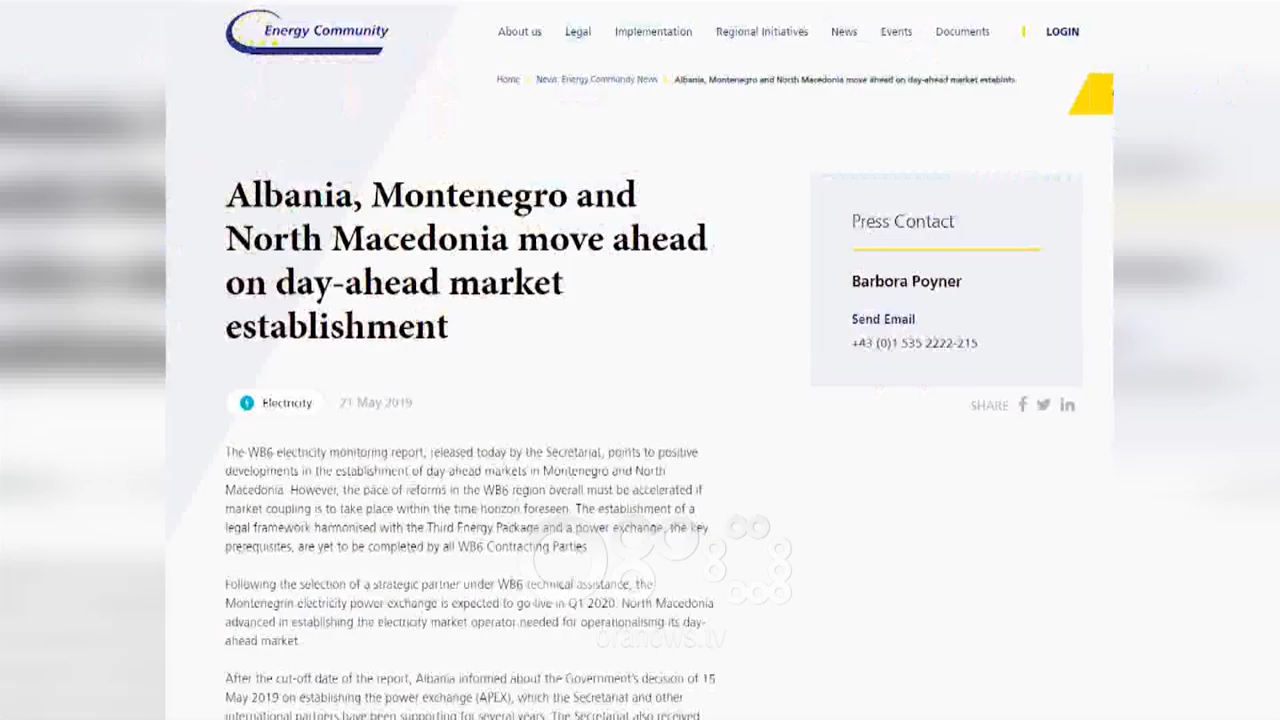 Energy Community
About us Legal Implementation Regional Initiatives News Events Documents LOGIN
Home News: Energy Community News Albania, Montenegro and North Macedonia move ahead on day-ahead market establishm
Albania, Montenegro and
North Macedonia move ahead
on day-ahead market
establishment
Press Contact
Barbora Poyner
Send Email
+43 (0)1 535 2222-215
Electricity 21 May 2019
SHARE
The WB6 electricity monitoring report, released today by the Secretariat, points to positive
developments in the establishment of day-ahead markets in Montenegro and North
Macedonia. However, the pace of reforms in the WB6 region overall must be accelerated if
market coupling is to take place within the time horizon foreseen. The establishment of a
legal framework harmonised with the Third Energy Package and a power exchange, the key
prerequisites, are yet to be completed by all WB6 Contracting Parties.
Following the selection of a strategic partner under WB6 technical assistance, the
Montenegrin electricity power exchange is expected to go live in Q1 2020. North Macedonia
advanced in establishing the electricity market operator needed for operationalising its day-
ahead market.
After the cut-off date of the report, Albania informed about the Government's decision of 15
May 2019 on establishing the power exchange (APEX), which the Secretariat and other
international partners have been supporting for several years. The Secretariat also received
oranews.tv